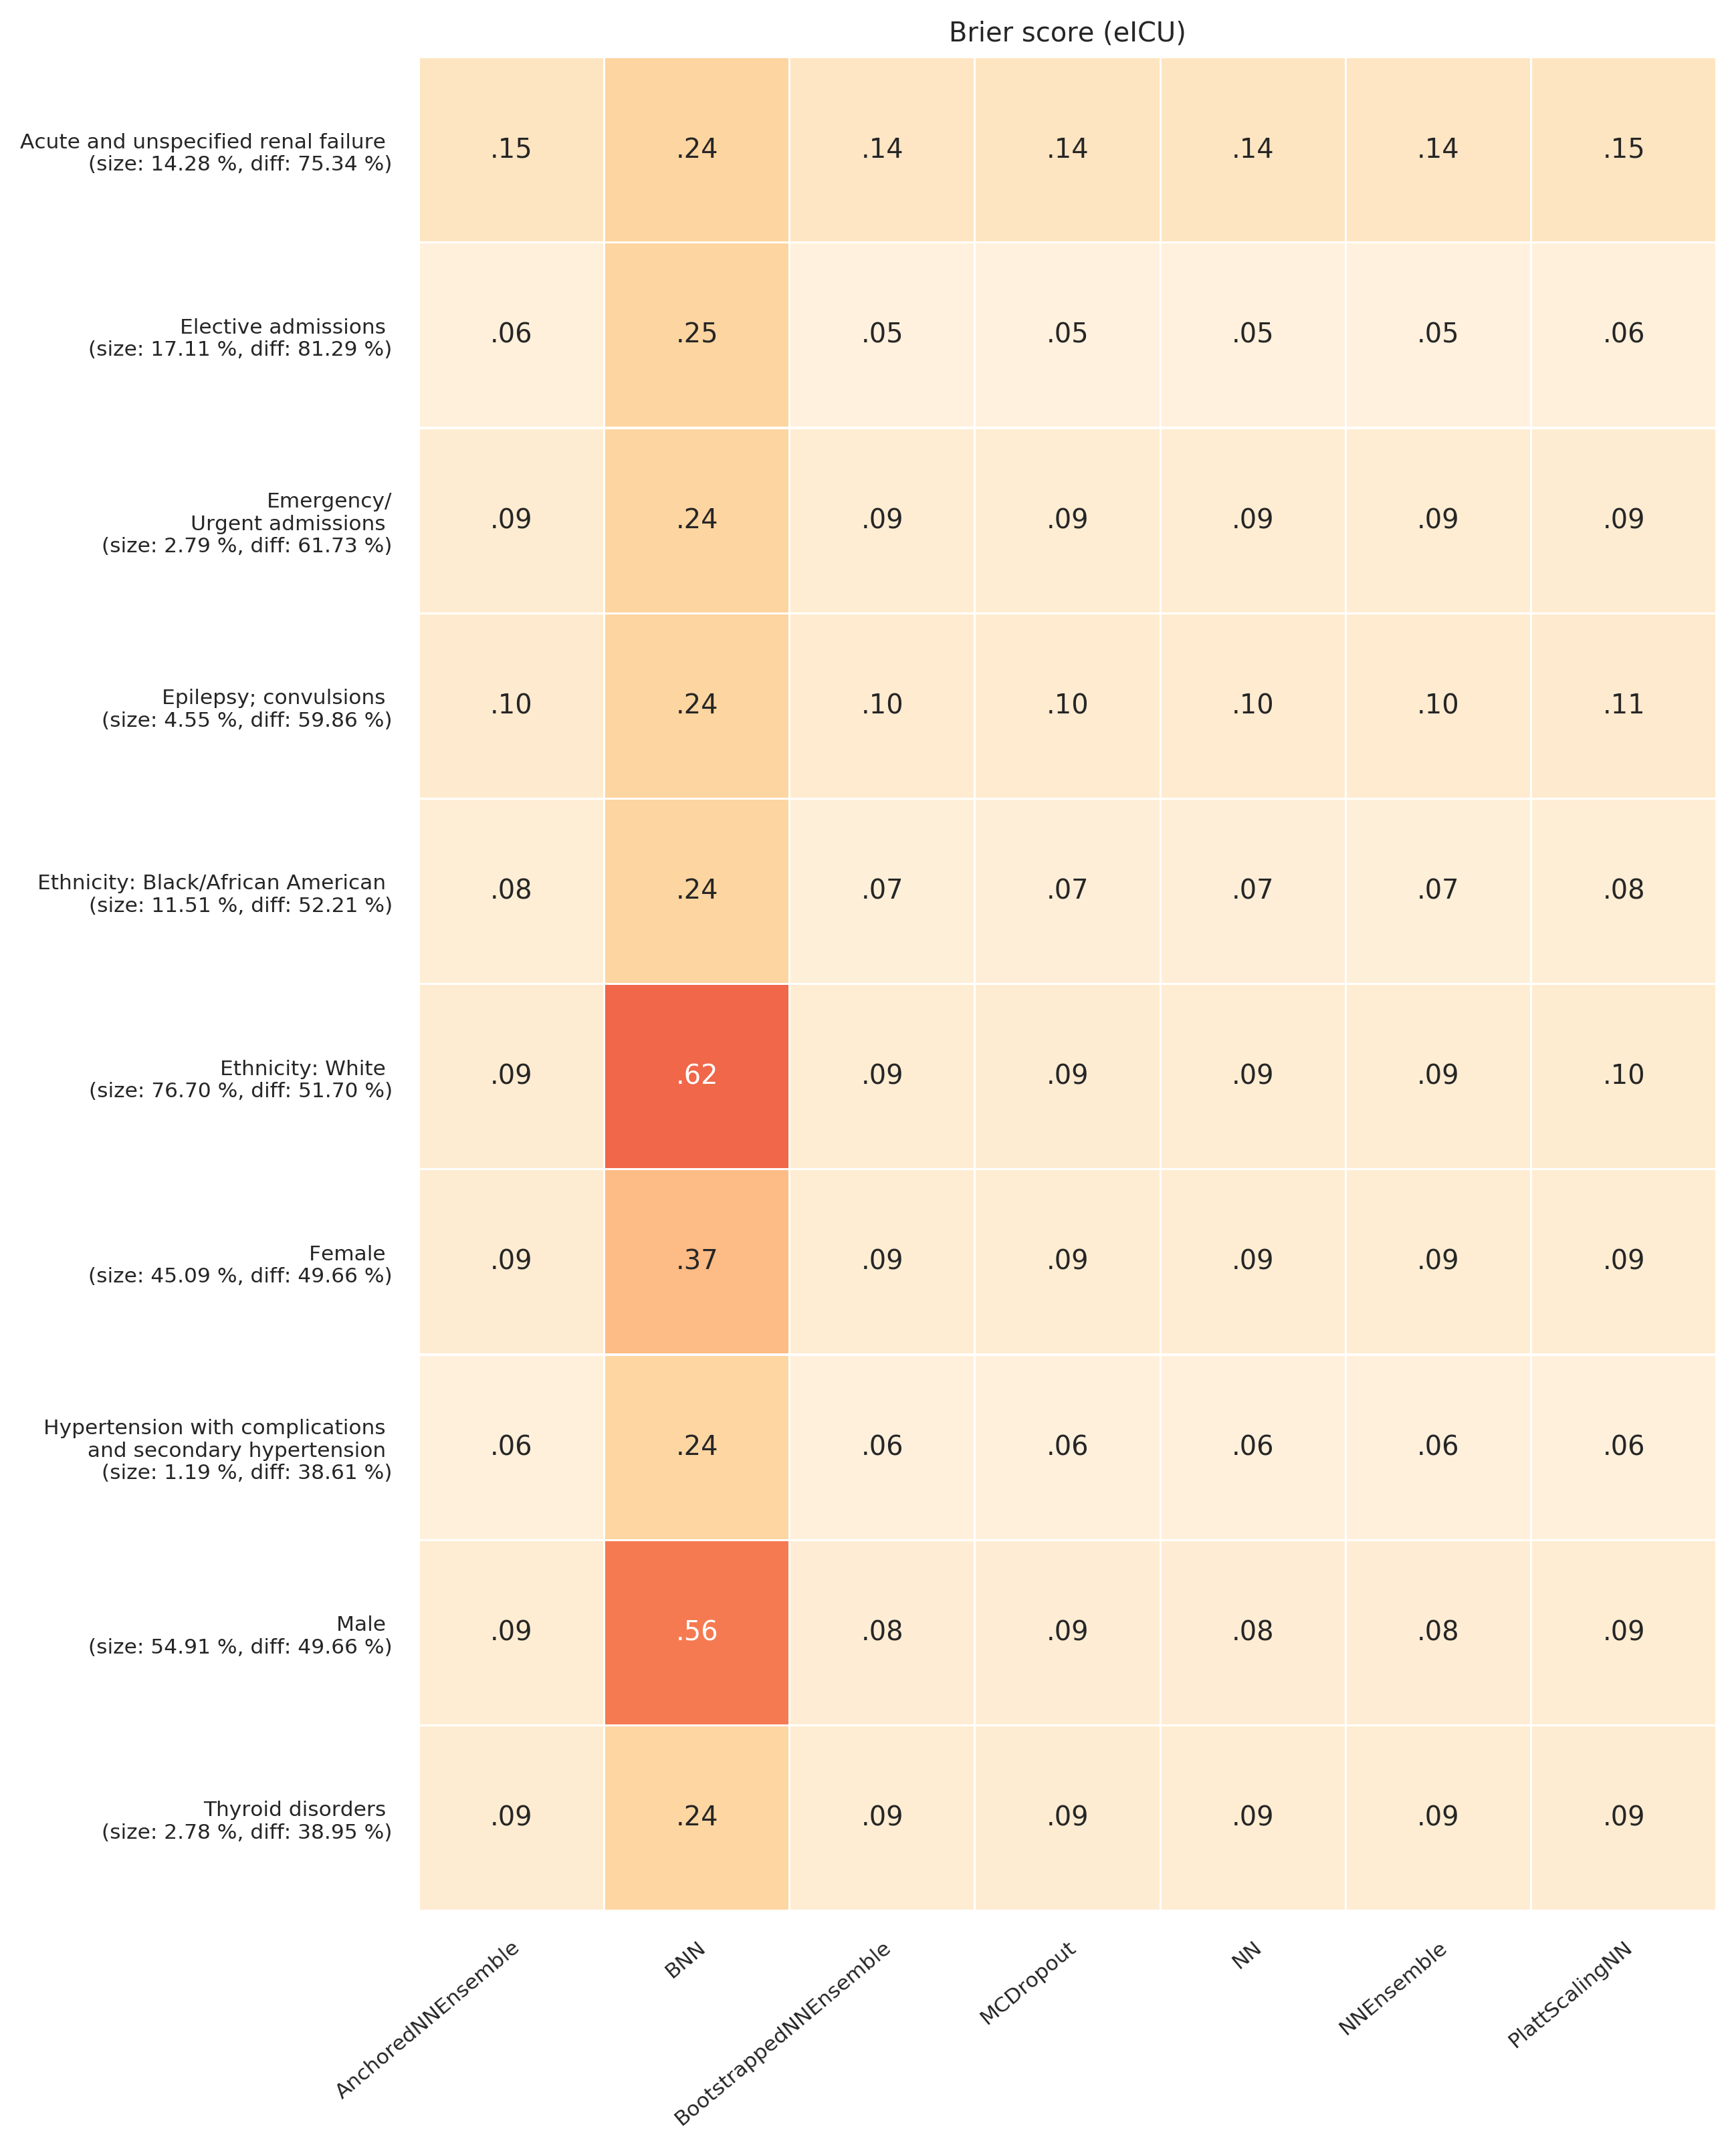 Brier score (eICU)
Acute and unspecified renal failure
(size: 14.28 %, diff: 75.34 %)
.15 .24 .14 .14 .14 .14 .15
Elective admissions
(size: 17.11 %, diff: 81.29 %)
.06 .25 .05 .05 .05 .05 .06
Emergency/
Urgent admissions
(size: 2.79 %, diff: 61.73 %)
.09 .24 .09 .09 .09 .09 .09
Epilepsy; convulsions
(size: 4.55 %, diff: 59.86 %)
.10 .24 .10 .10 .10 .10 .11
Ethnicity: Black/African American
(size: 11.51 %, diff: 52.21 %)
.08 .24 .07 .07 .07 .07 .08
Ethnicity: White
(size: 76.70 %, diff: 51.70 %)
.09 .62 .09 .09 .09 .09 .10
Female
(size: 45.09 %, diff: 49.66 %)
.09 .37 .09 .09 .09 .09 .09
Hypertension with complications
and secondary hypertension
(size: 1.19 %, diff: 38.61 %)
.06 .24 .06 .06 .06 .06 .06
Male
(size: 54.91 %, diff: 49.66 %)
.09 .56 .08 .09 .08 .08 .09
Thyroid disorders
(size: 2.78 %, diff: 38.95 %)
.09 .24 .09 .09 .09 .09 .09
AnchoredNNEnsemble
BNN
BootstrappedNNEnsemble
MCDropout
NN
NNEnsemble
PlattScalingNN